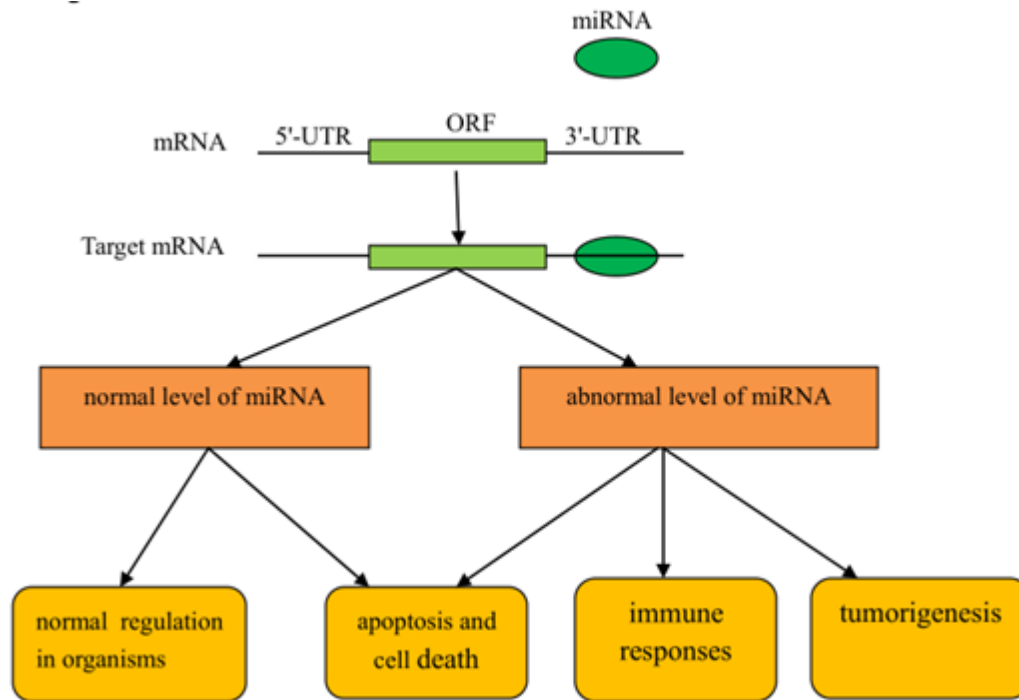 miRNA
ORF
mRNA 5'-UTR 3'-UTR
Target mRNA
normal level of miRNA
abnormal level of miRNA
normal regulation
in organisms
apoptosis and
cell death
immune
responses
tumorigenesis